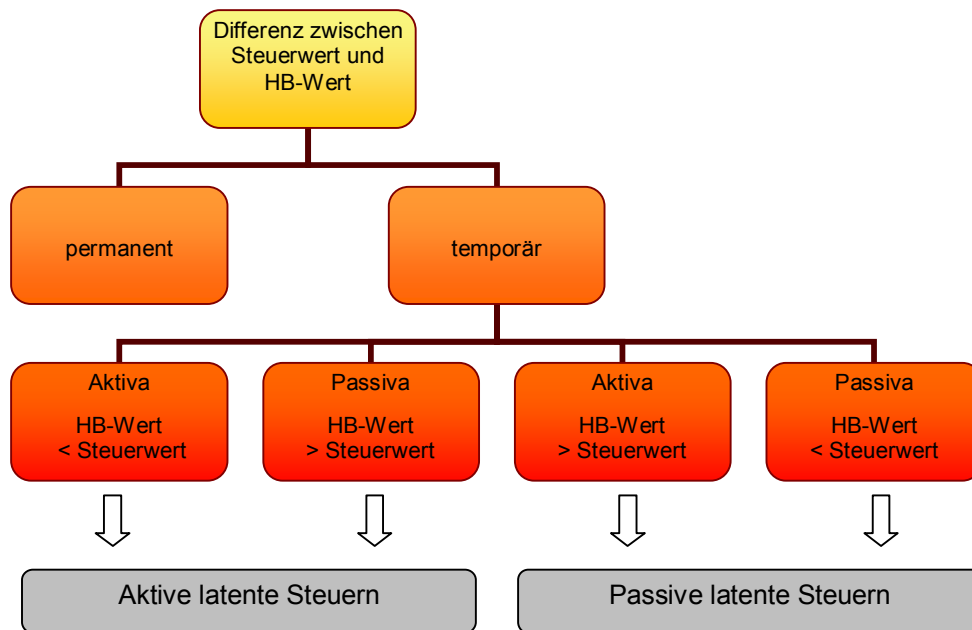 Differenz zwischen
Steuerwert und
HB-Wert
permanent
temporär
Aktiva
HB-Wert
< Steuerwert
Passiva
HB-Wert
> Steuerwert
Aktiva
HB-Wert
> Steuerwert
Passiva
HB-Wert
< Steuerwert
Aktive latente Steuern
Passive latente Steuern